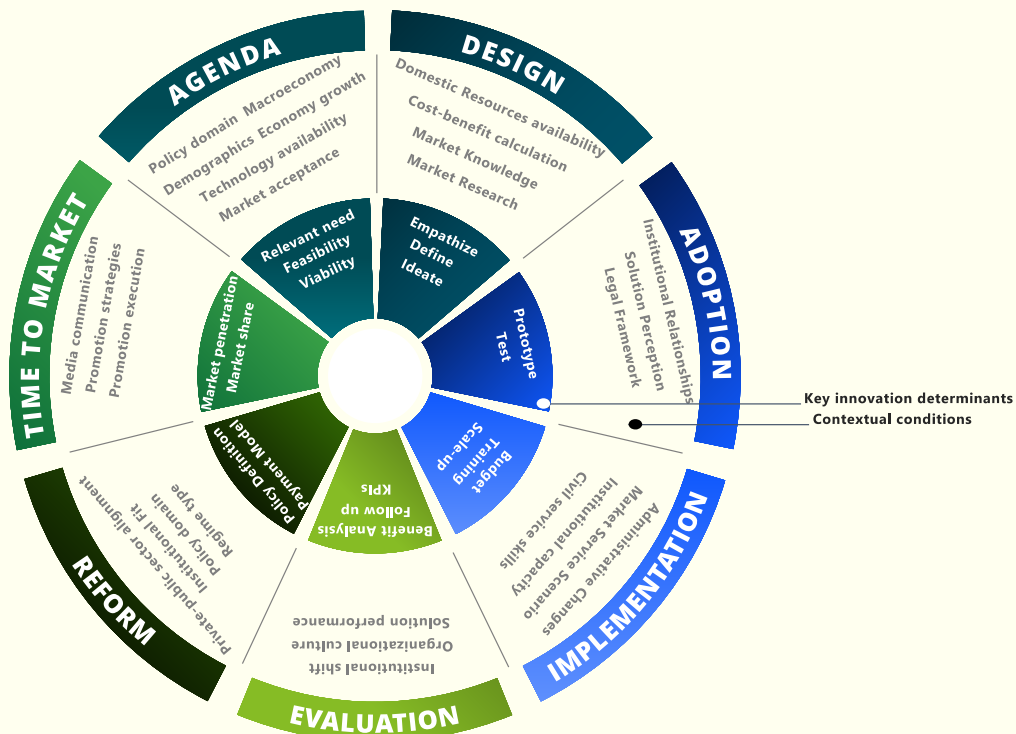 AGENDA
Policy domain Macroeconomy
Demographics Economy growth
Technology availability
Market acceptance
Relevant need
Feasibility
Viability
DESIGN
Domestic Resources availability
Cost-benefit calculation
Market Knowledge
Market Research
Empathize
Define
Ideate
ADOPTION
Institutional Relationships
Solution Perception
Legal Framework
Prototype
Test
Key innovation determinants
Contextual conditions
IMPLEMENTATION
Administrative Changes
Market Service Scenario
Institutional capacity
Civil service skills
Budget
Training
Scale-up
EVALUATION
Institutional shift
Organizational culture
Solution performance
Benefit Analysis
Follow up
KPIs
REFORM
Private-public sector alignment
Institutional Fit
Policy domain
Regime type
Policy Definition
Payment Model
TIME TO MARKET
Media communication
Promotion strategies
Promotion execution
Market penetration
Market share